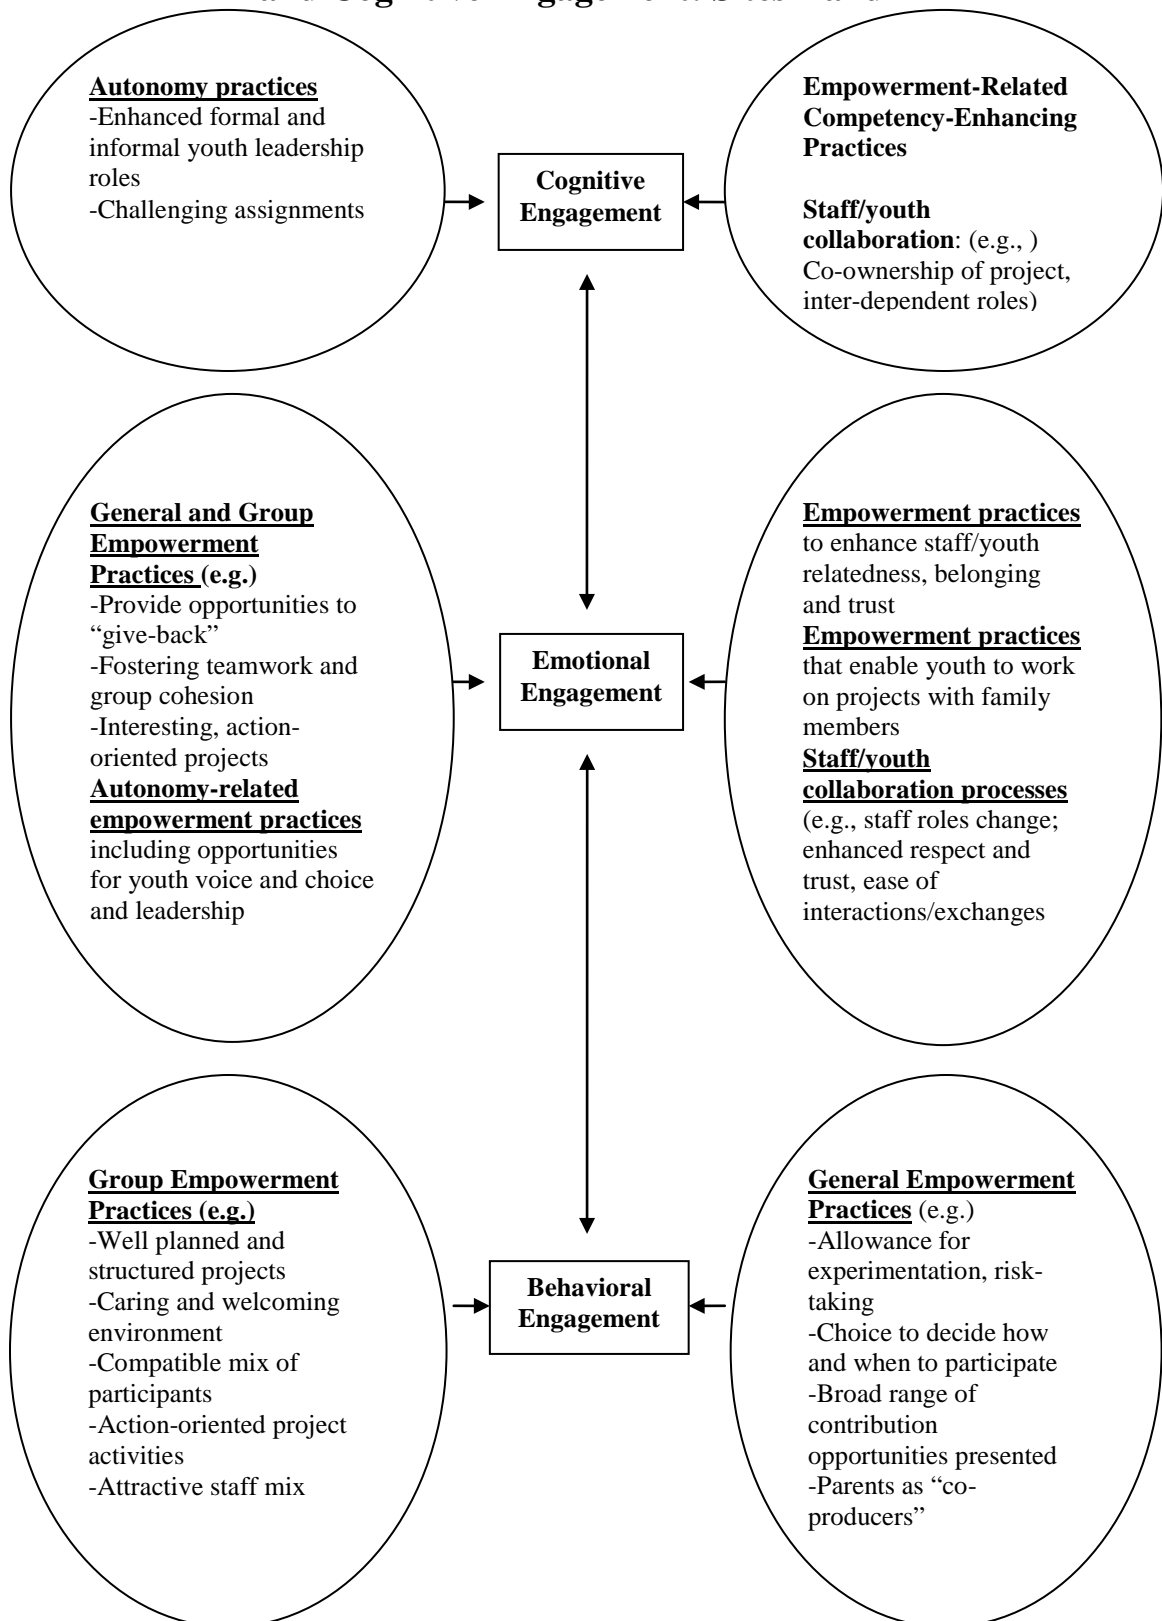 Autonomy practices
-Enhanced formal and
informal youth leadership
roles
-Challenging assignments
Cognitive
Engagement
Empowerment-Related
Competency-Enhancing
Practices
Staff/youth
collaboration: (e.g., )
Co-ownership of project,
inter-dependent roles)
General and Group
Empowerment
Practices (e.g.)
-Provide opportunities to
“give-back”
-Fostering teamwork and
group cohesion
-Interesting, action-
oriented projects
Autonomy-related
empowerment practices
including opportunities
for youth voice and choice
and leadership
Emotional
Engagement
Empowerment practices
to enhance staff/youth
relatedness, belonging
and trust
Empowerment practices
that enable youth to work
on projects with family
members
Staff/youth
collaboration processes
(e.g., staff roles change;
enhanced respect and
trust, ease of
interactions/exchanges
Group Empowerment
Practices (e.g.)
-Well planned and
structured projects
-Caring and welcoming
environment
-Compatible mix of
participants
-Action-oriented project
activities
-Attractive staff mix
Behavioral
Engagement
General Empowerment
Practices (e.g.)
-Allowance for
experimentation, risk-
taking
-Choice to decide how
and when to participate
-Broad range of
contribution
opportunities presented
-Parents as “co-
producers”